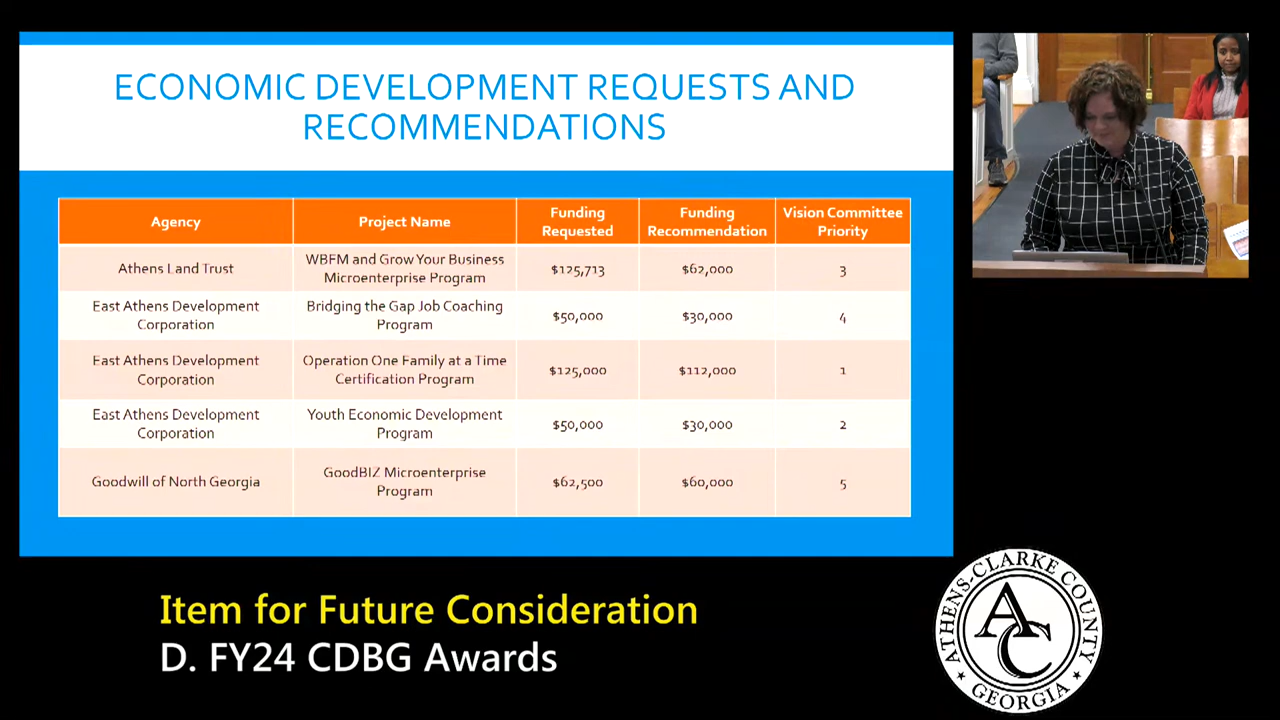 ECONOMIC DEVELOPMENT REQUESTS AND
RECOMMENDATIONS
Agency
Project Name
Funding
Requested
Funding
Recommendation
Vision Committee
Priority
Athens Land Trust
WBFM and Grow Your Business
Microenterprise Program
$125,713
$62,000
3
East Athens Development
Corporation
Bridging the Gap Job Coaching
Program
$50,000
$30,000
4
East Athens Development
Corporation
Operation One Family at a Time
Certification Program
$125,000
$112,000
1
East Athens Development
Corporation
Youth Economic Development
Program
$50,000
$30,000
2
Goodwill of North Georgia
GoodBIZ Microenterprise
Program
$62,500
$60,000
5
Item for Future Consideration
D. FY24 CDBG Awards
ATHENS-CLARKE COUNTY
AC
GEORGIA